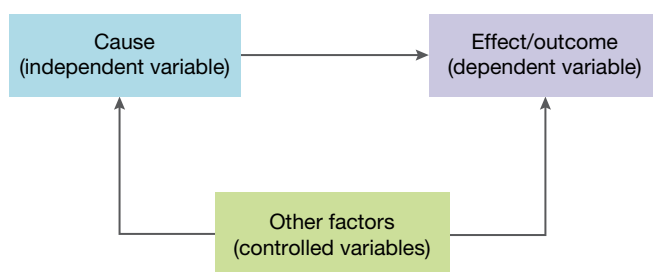 Cause
(independent variable)
Effect/outcome
(dependent variable)
Other factors
(controlled variables)